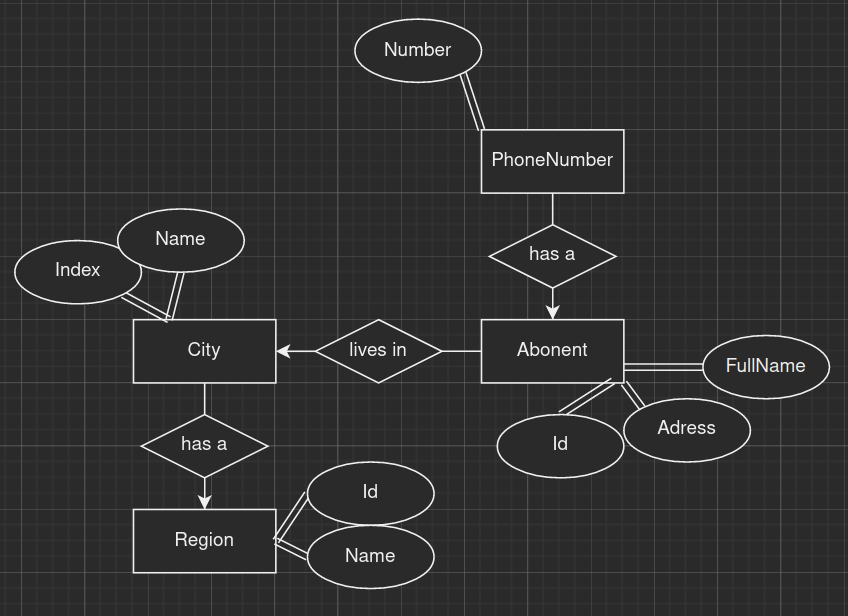 Number
PhoneNumber
Name
Index
has a
City
lives in
Abonent
FullName
Adress
Id
has a
Id
Region
Name